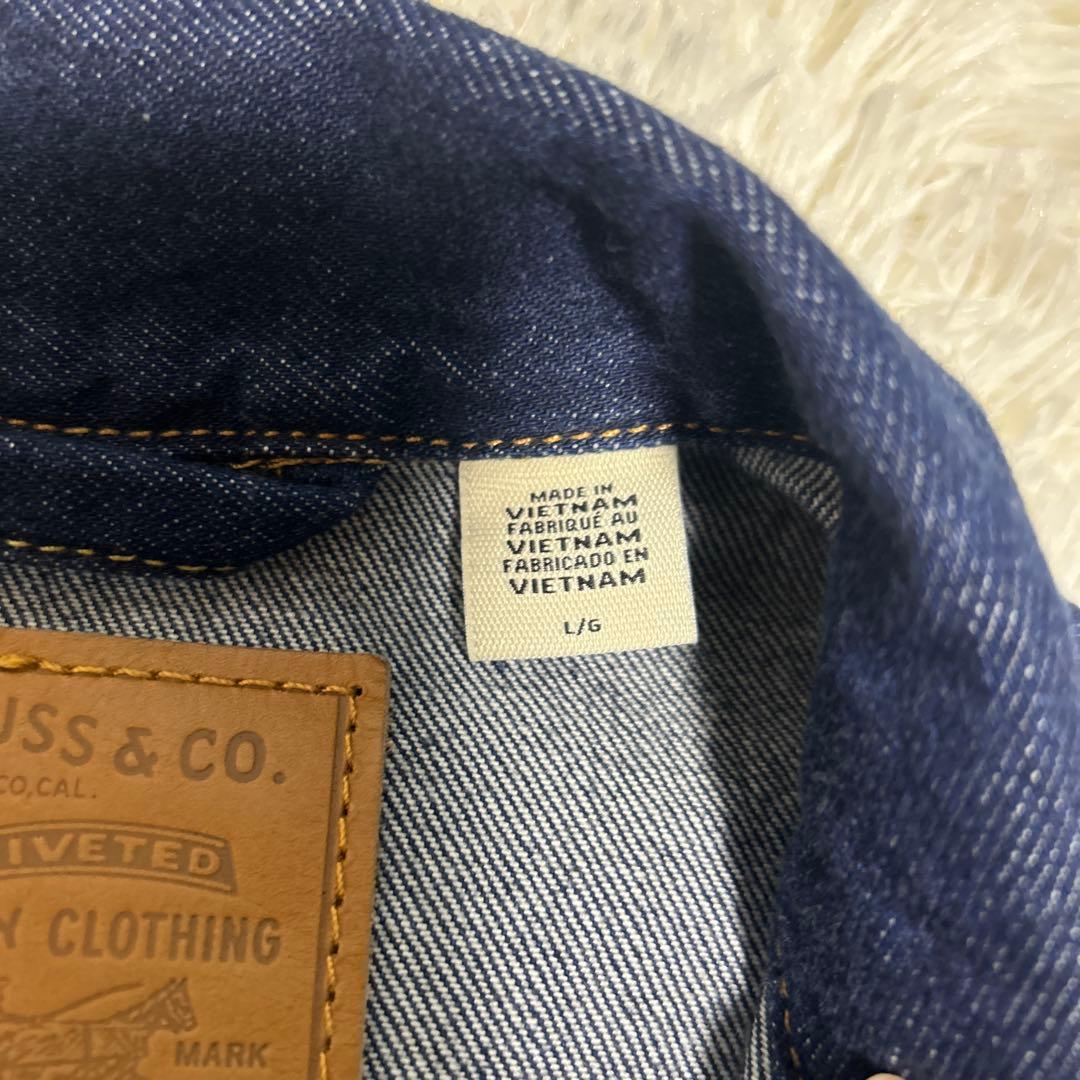 MADE IN
VIETNAM
FABRIQUÉ AU
VIETNAM
FABRICADO EN
VIETNAM
L/G
USS & CO.
CO,CAL.
IVETED
Y CLOTHING
MARK